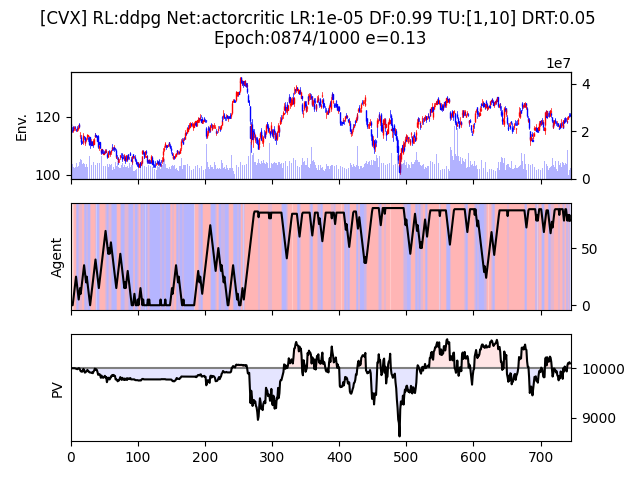 [CVX] RL:ddpg Net:actorcritic LR:1e-05 DF:0.99 TU:[1,10] DRT:0.05
Epoch:0874/1000 e=0.13
1e7
Env.
120
100
4
2
0
Agent
50
0
PV
10000
9000
0 100 200 300 400 500 600 700